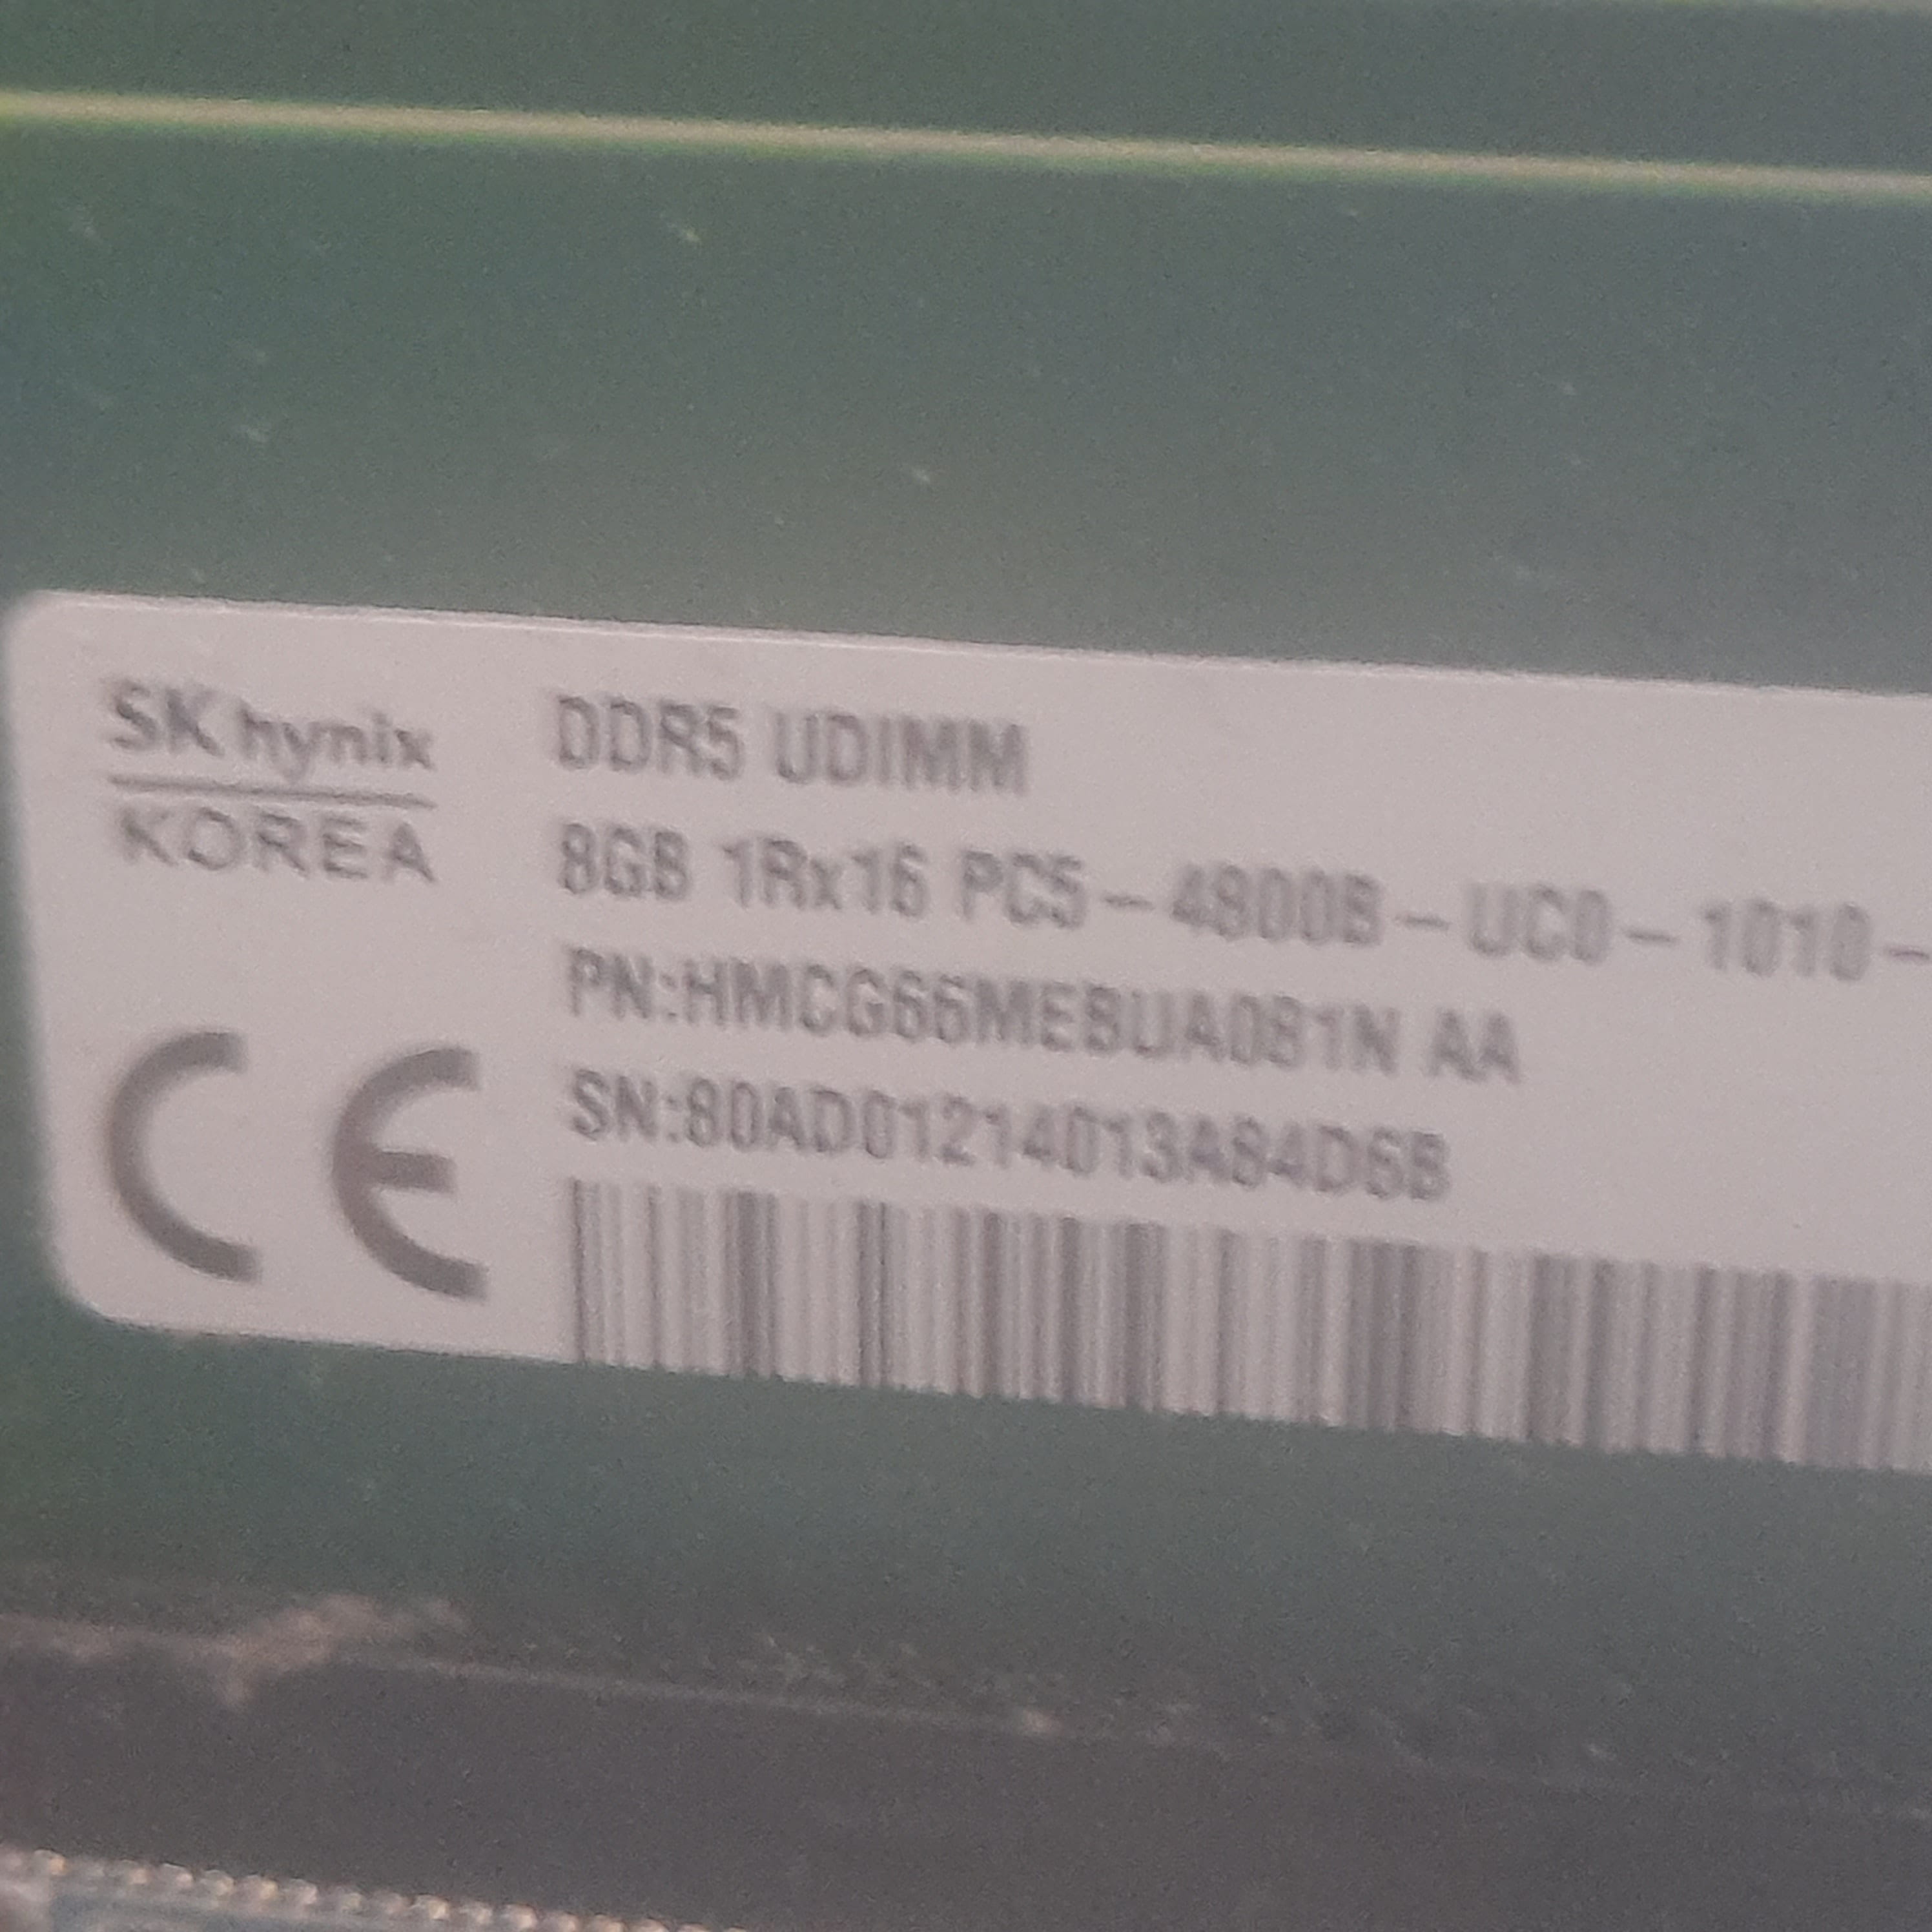 SK hynix
KOREA
DDR5 UDIMM
8GB 1Rx16 PC5-4800B-UC0-1010-
PN:HMCG66MEBUA081N AA
SN:80AD01214013A84D6B
CE